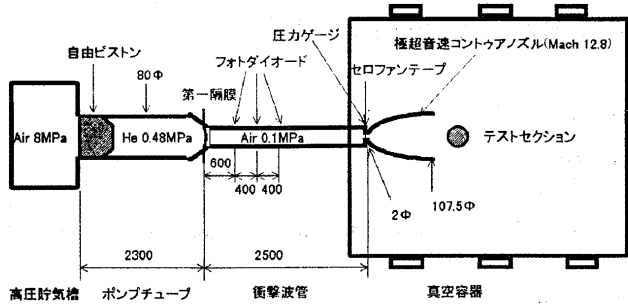 圧力ゲージ
極超音速コントゥアノズル(Mach 12.8)
自由ピストン
フォトダイオード
80Φ
第一隔膜
セロファンテープ
Air 8MPa
He 0.48MPa
Air 0.1MPa
テストセクション
600
400
400
2Φ
107.5Φ
2300
2500
高圧貯気槽
ポンプチューブ
衝撃波管
真空容器